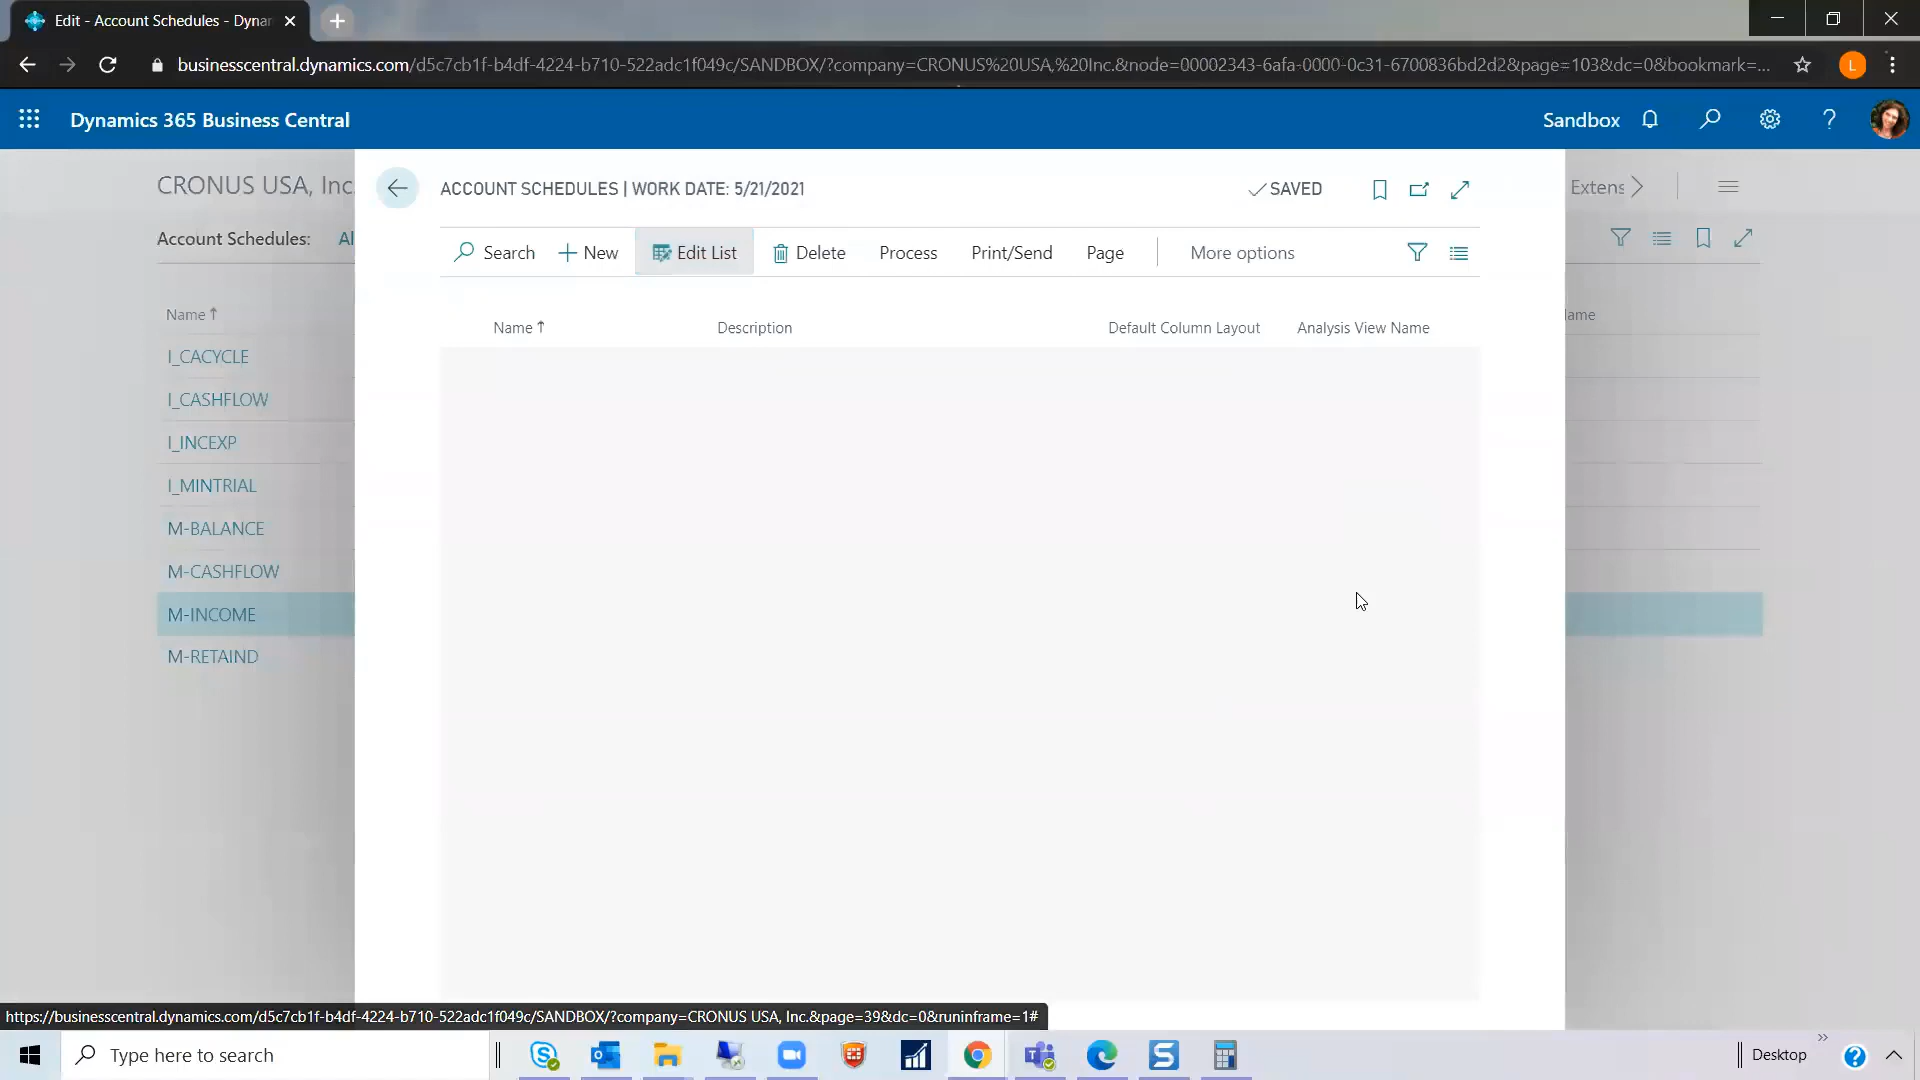 Edit - Account Schedules - Dyna
businesscentral.dynamics.com/d5c7cb1f-b4df-4224-b710-522adc1f049c/SANDBOX/?company=CRONUS%20USA,%20Inc.&node=00002343-6afa-0000-0c31-6700836bd2d2&page=103&dc=0&bookmark=...
L
Dynamics 365 Business Central
Sandbox
CRONUS USA, Inc.
ACCOUNT SCHEDULES | WORK DATE: 5/21/2021
SAVED
Extens
Account Schedules:
Al
Search
New
Edit List
Delete
Process
Print/Send
Page
More options
Name
Name
Description
Default Column Layout
Analysis View Name
ame
I_CACYCLE
I_CASHFLOW
I_INCEXP
I_MINTRIAL
M-BALANCE
M-CASHFLOW
M-INCOME
M-RETAIND
https://businesscentral.dynamics.com/d5c7cb1f-b4df-4224-b710-522adc1f049c/SANDBOX/?company=CRONUS USA, Inc.&page=39&dc=0&runinframe=1#
Type here to search
Desktop